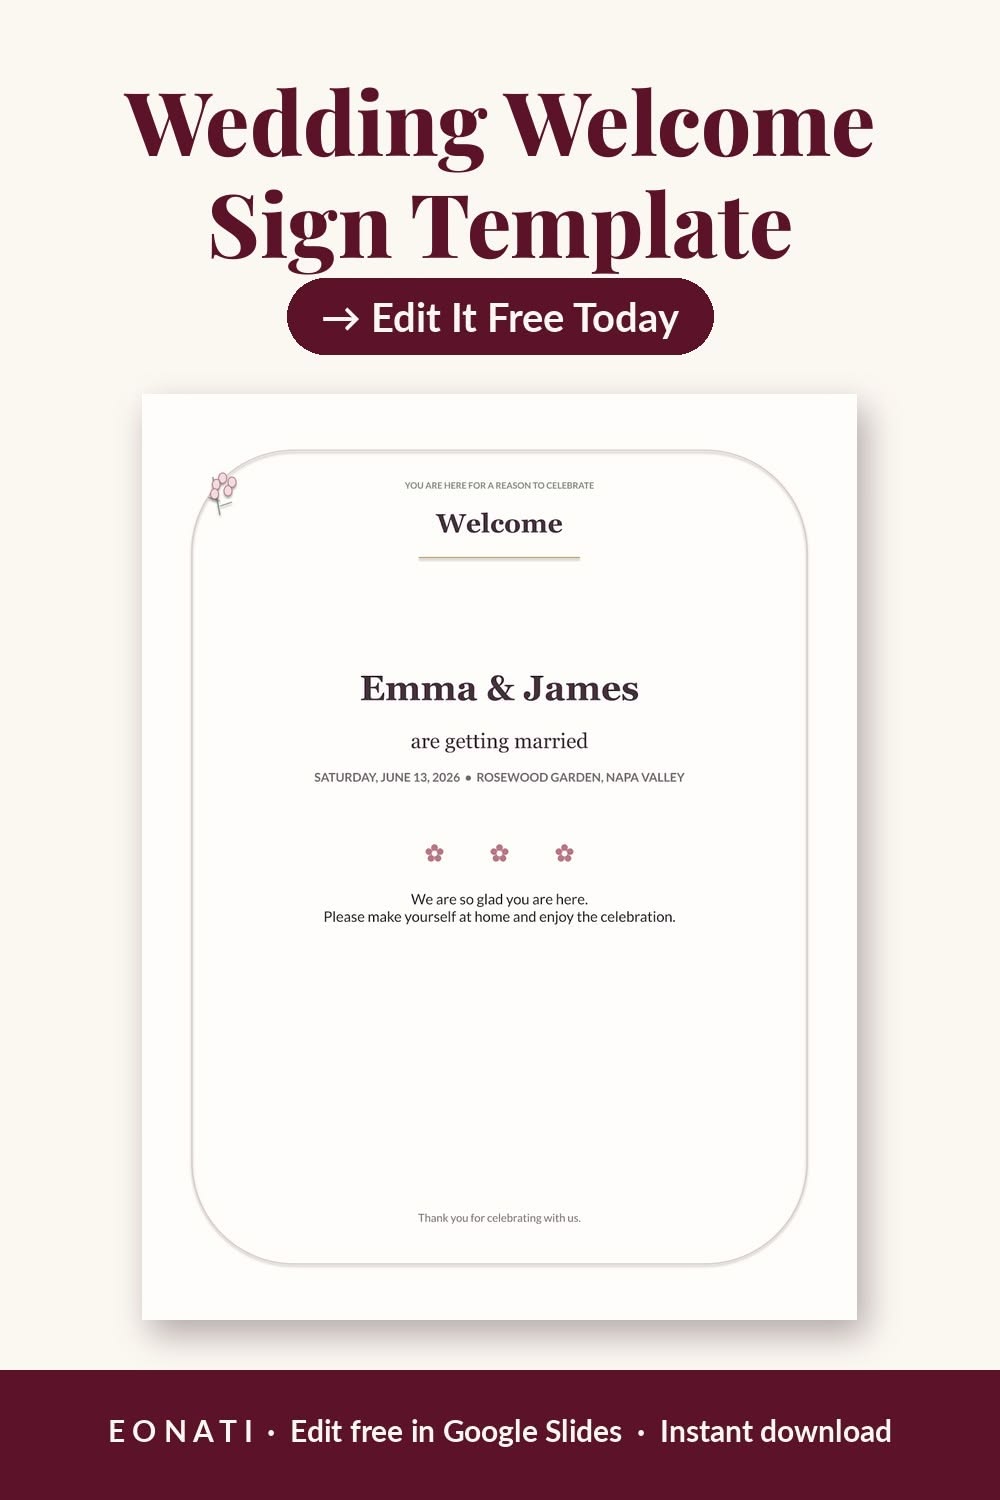 Wedding Welcome
Sign Template
→ Edit It Free Today
YOU ARE HERE FOR A REASON TO CELEBRATE
Welcome
Emma & James
are getting married
SATURDAY, JUNE 13, 2026 • ROSEWOOD GARDEN, NAPA VALLEY
We are so glad you are here.
Please make yourself at home and enjoy the celebration.
Thank you for celebrating with us.
EONATI · Edit free in Google Slides · Instant download